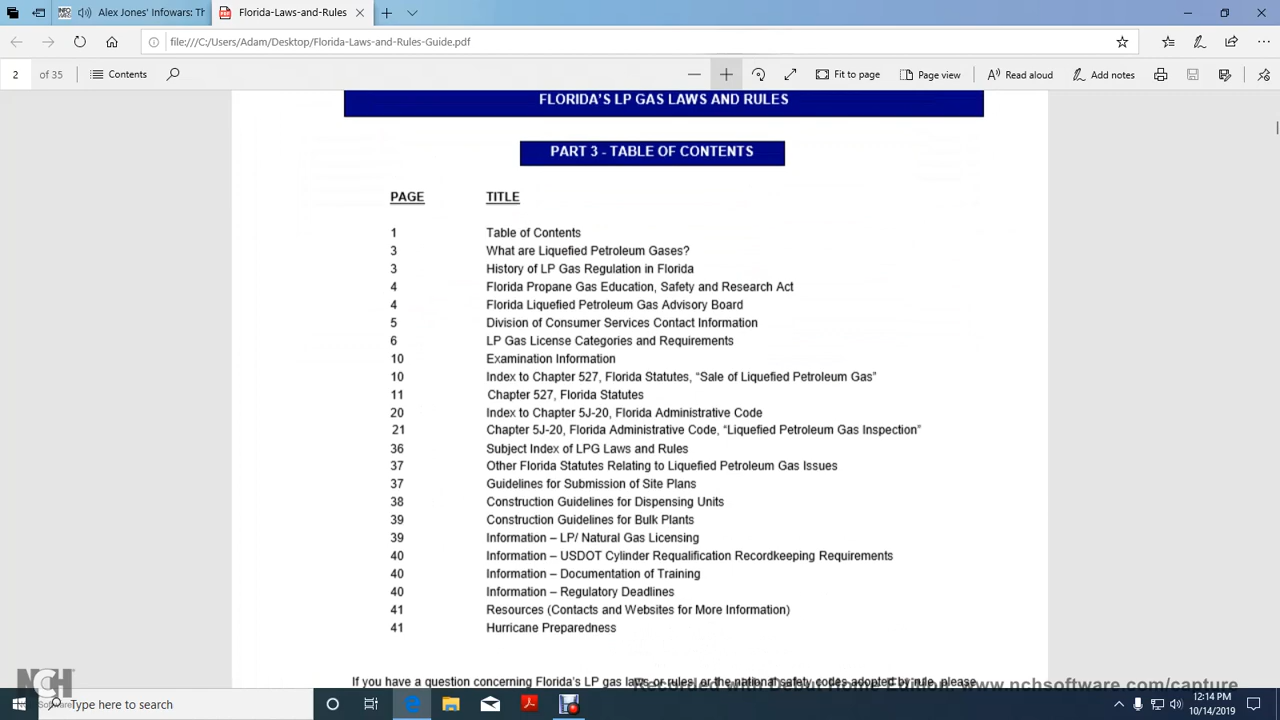 Alex Jones' Infowars: Th
Florida-Laws-and-Rules
file:///C:/Users/Adam/Desktop/Florida-Laws-and-Rules-Guide.pdf
2 of 35 Contents Fit to page Page view Read aloud Add notes
FLORIDA'S LP GAS LAWS AND RULES
PART 3 - TABLE OF CONTENTS
PAGE TITLE
1 Table of Contents
3 What are Liquefied Petroleum Gases?
3 History of LP Gas Regulation in Florida
4 Florida Propane Gas Education, Safety and Research Act
4 Florida Liquefied Petroleum Gas Advisory Board
5 Division of Consumer Services Contact Information
6 LP Gas License Categories and Requirements
10 Examination Information
10 Index to Chapter 527, Florida Statutes, “Sale of Liquefied Petroleum Gas”
11 Chapter 527, Florida Statutes
20 Index to Chapter 5J-20, Florida Administrative Code
21 Chapter 5J-20, Florida Administrative Code, “Liquefied Petroleum Gas Inspection”
36 Subject Index of LPG Laws and Rules
37 Other Florida Statutes Relating to Liquefied Petroleum Gas Issues
37 Guidelines for Submission of Site Plans
38 Construction Guidelines for Dispensing Units
39 Construction Guidelines for Bulk Plants
39 Information – LP/ Natural Gas Licensing
40 Information – USDOT Cylinder Requalification Recordkeeping Requirements
40 Information – Documentation of Training
40 Information – Regulatory Deadlines
41 Resources (Contacts and Websites for More Information)
41 Hurricane Preparedness
If you have a question concerning Florida's LP gas laws or rules, or the national safety codes adopted by rule, please
Recorded with Debut Home Edition: www.nchsoftware.com/capture
NCH
Software
Type here to search
12:14 PM
10/14/2019